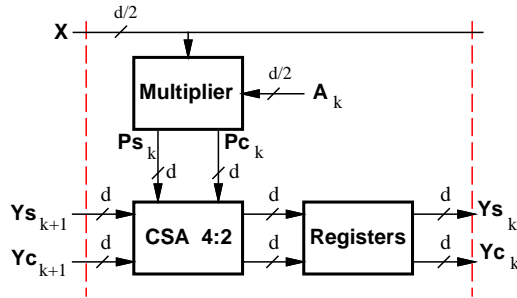 X d/2
d/2
Multiplier A k
Ps k Pc k
d d
Ys k+1 d d d Ys k
CSA 4:2 Registers
Yc k+1 d d d Yc k